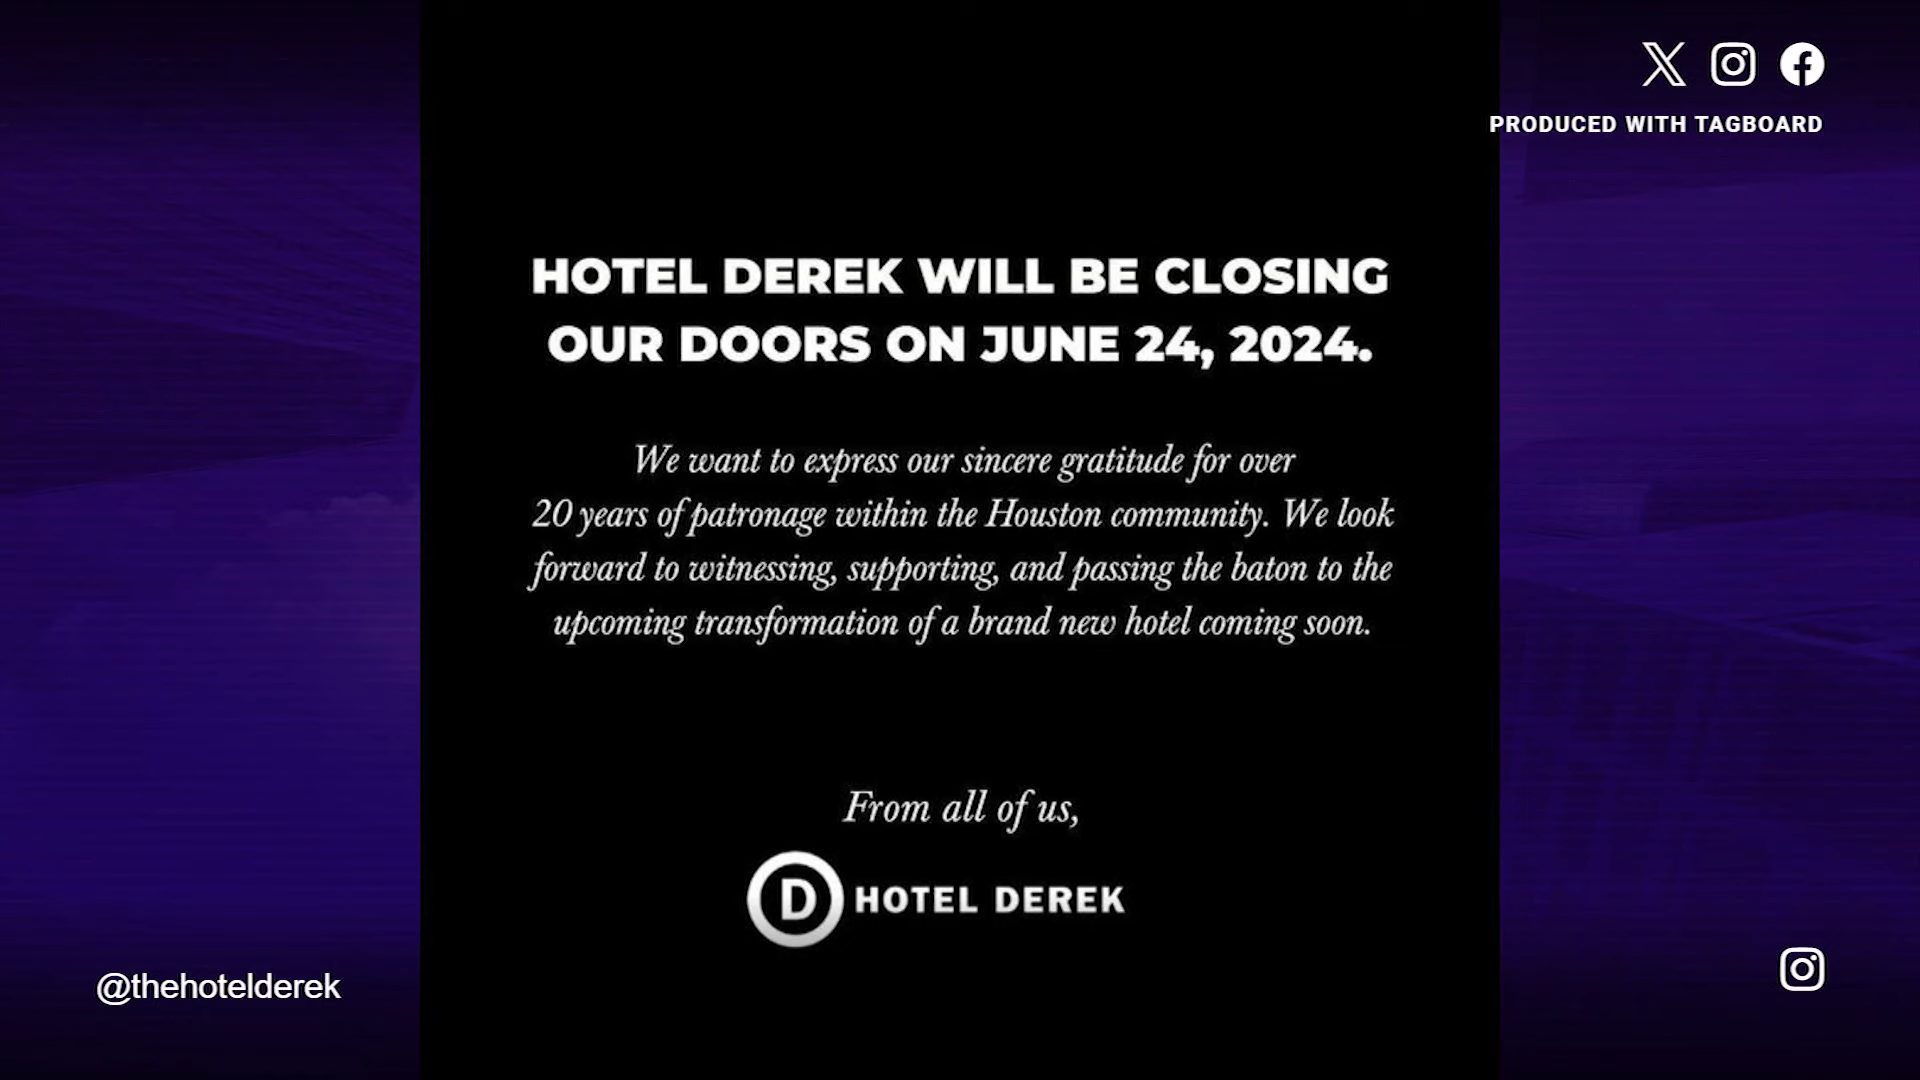 PRODUCED WITH TAGBOARD
HOTEL DEREK WILL BE CLOSING
OUR DOORS ON JUNE 24, 2024.
We want to express our sincere gratitude for over
20 years of patronage within the Houston community. We look
forward to witnessing, supporting, and passing the baton to the
upcoming transformation of a brand new hotel coming soon.
From all of us,
D HOTEL DEREK
@thehotelderek